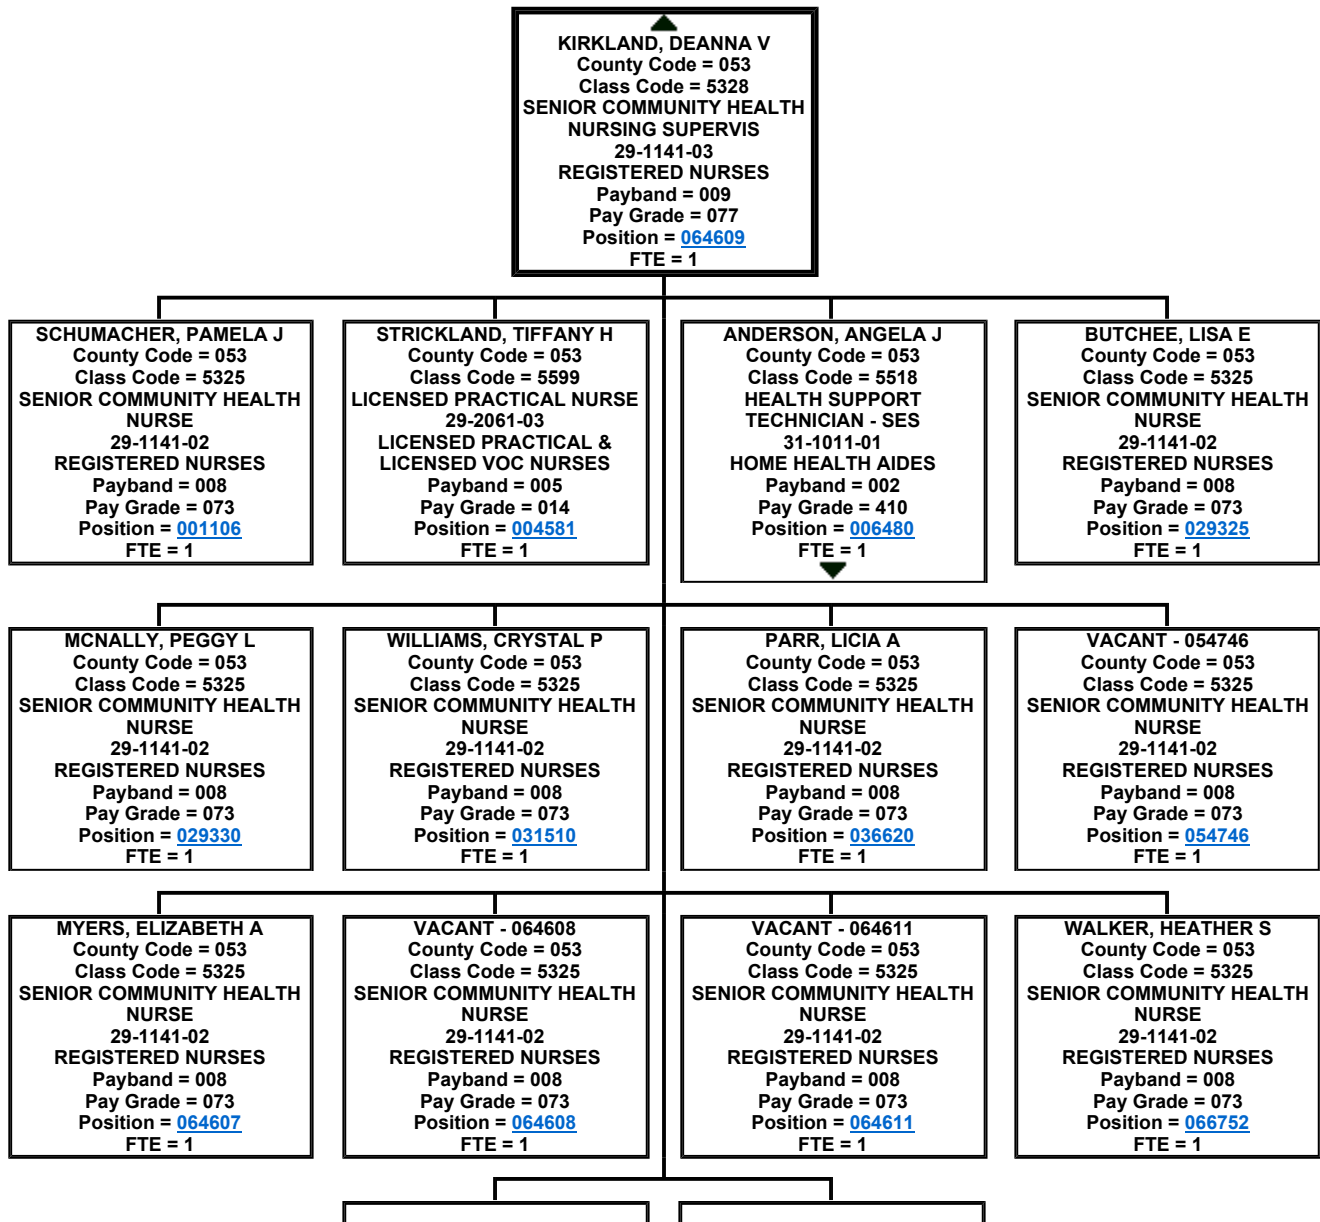 KIRKLAND, DEANNA V
County Code = 053
Class Code = 5328
SENIOR COMMUNITY HEALTH
NURSING SUPERVIS
29-1141-03
REGISTERED NURSES
Payband = 009
Pay Grade = 077
Position = 064609
FTE = 1
SCHUMACHER, PAMELA J
County Code = 053
Class Code = 5325
SENIOR COMMUNITY HEALTH
NURSE
29-1141-02
REGISTERED NURSES
Payband = 008
Pay Grade = 073
Position = 001106
FTE = 1
STRICKLAND, TIFFANY H
County Code = 053
Class Code = 5599
LICENSED PRACTICAL NURSE
29-2061-03
LICENSED PRACTICAL &
LICENSED VOC NURSES
Payband = 005
Pay Grade = 014
Position = 004581
FTE = 1
ANDERSON, ANGELA J
County Code = 053
Class Code = 5518
HEALTH SUPPORT
TECHNICIAN - SES
31-1011-01
HOME HEALTH AIDES
Payband = 002
Pay Grade = 410
Position = 006480
FTE = 1
BUTCHEE, LISA E
County Code = 053
Class Code = 5325
SENIOR COMMUNITY HEALTH
NURSE
29-1141-02
REGISTERED NURSES
Payband = 008
Pay Grade = 073
Position = 029325
FTE = 1
MCNALLY, PEGGY L
County Code = 053
Class Code = 5325
SENIOR COMMUNITY HEALTH
NURSE
29-1141-02
REGISTERED NURSES
Payband = 008
Pay Grade = 073
Position = 029330
FTE = 1
WILLIAMS, CRYSTAL P
County Code = 053
Class Code = 5325
SENIOR COMMUNITY HEALTH
NURSE
29-1141-02
REGISTERED NURSES
Payband = 008
Pay Grade = 073
Position = 031510
FTE = 1
PARR, LICIA A
County Code = 053
Class Code = 5325
SENIOR COMMUNITY HEALTH
NURSE
29-1141-02
REGISTERED NURSES
Payband = 008
Pay Grade = 073
Position = 036620
FTE = 1
VACANT - 054746
County Code = 053
Class Code = 5325
SENIOR COMMUNITY HEALTH
NURSE
29-1141-02
REGISTERED NURSES
Payband = 008
Pay Grade = 073
Position = 054746
FTE = 1
MYERS, ELIZABETH A
County Code = 053
Class Code = 5325
SENIOR COMMUNITY HEALTH
NURSE
29-1141-02
REGISTERED NURSES
Payband = 008
Pay Grade = 073
Position = 064607
FTE = 1
VACANT - 064608
County Code = 053
Class Code = 5325
SENIOR COMMUNITY HEALTH
NURSE
29-1141-02
REGISTERED NURSES
Payband = 008
Pay Grade = 073
Position = 064608
FTE = 1
VACANT - 064611
County Code = 053
Class Code = 5325
SENIOR COMMUNITY HEALTH
NURSE
29-1141-02
REGISTERED NURSES
Payband = 008
Pay Grade = 073
Position = 064611
FTE = 1
WALKER, HEATHER S
County Code = 053
Class Code = 5325
SENIOR COMMUNITY HEALTH
NURSE
29-1141-02
REGISTERED NURSES
Payband = 008
Pay Grade = 073
Position = 066752
FTE = 1